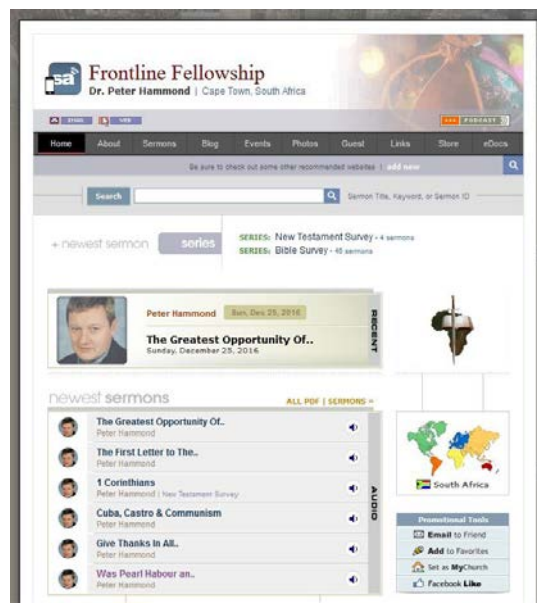 sa
Frontline Fellowship
Dr. Peter Hammond | Cape Town, South Africa
EMAIL WEB PODCAST
Home About Sermons Blog Events Photos Guest Links Store eDocs
Be sure to check out some other recommended websites | add new
Search Sermon Title, Keyword, or Sermon ID
+ newest sermon series
SERIES: New Testament Survey - 4 sermons
SERIES: Bible Survey - 45 sermons
Peter Hammond Sun, Dec 25, 2016
The Greatest Opportunity Of..
Sunday, December 25, 2016
RECENT
newest sermons ALL PDF | SERMONS »
The Greatest Opportunity Of..
Peter Hammond
The First Letter to The..
Peter Hammond
1 Corinthians
Peter Hammond | New Testament Survey
Cuba, Castro & Communism
Peter Hammond
Give Thanks In All..
Peter Hammond
Was Pearl Habour an..
Peter Hammond
AUDIO
South Africa
Promotional Tools
Email to Friend
Add to Favorites
Set as MyChurch
Facebook Like